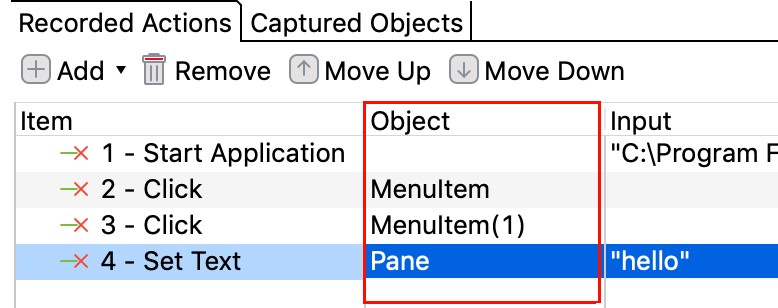 Recorded Actions Captured Objects
Add Remove Move Up Move Down
Item Object Input
1 - Start Application "C:\Program F
2 - Click MenuItem
3 - Click MenuItem(1)
4 - Set Text Pane "hello"